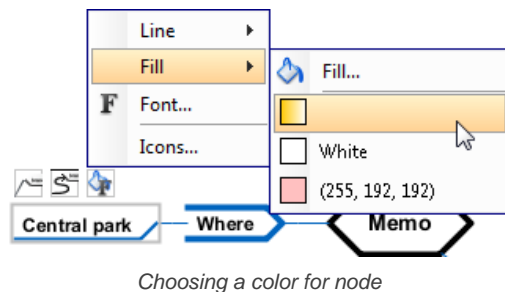 Line
Fill
Font...
Icons...
Fill...
White
(255, 192, 192)
Central park
Where
Memo
Choosing a color for node